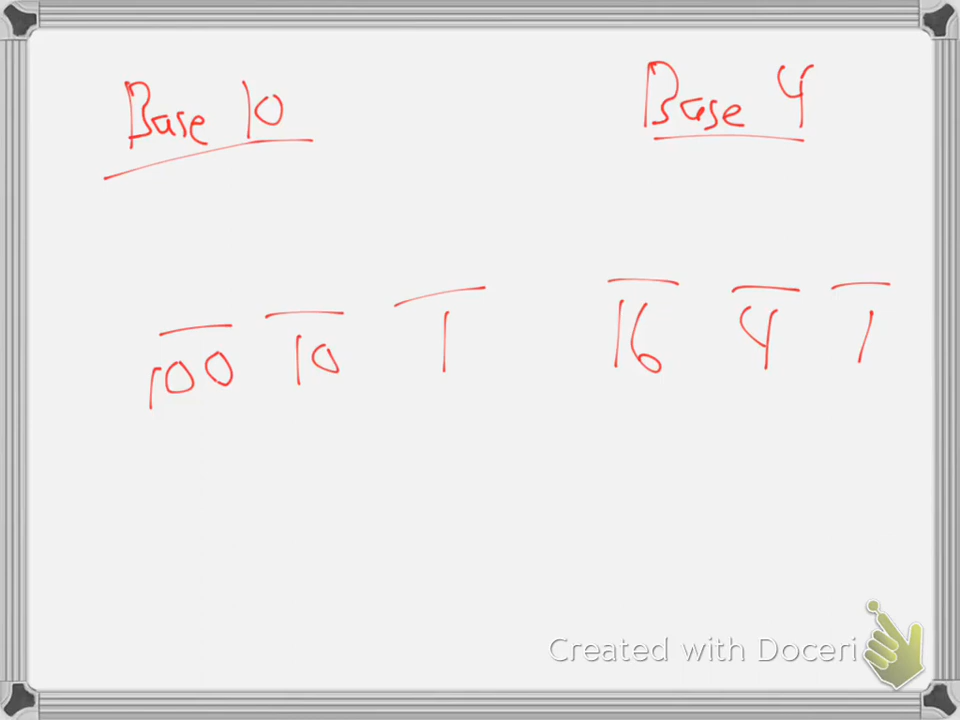 Base 10
Base 4
100 10 1
16 4 1
Created with Doceri